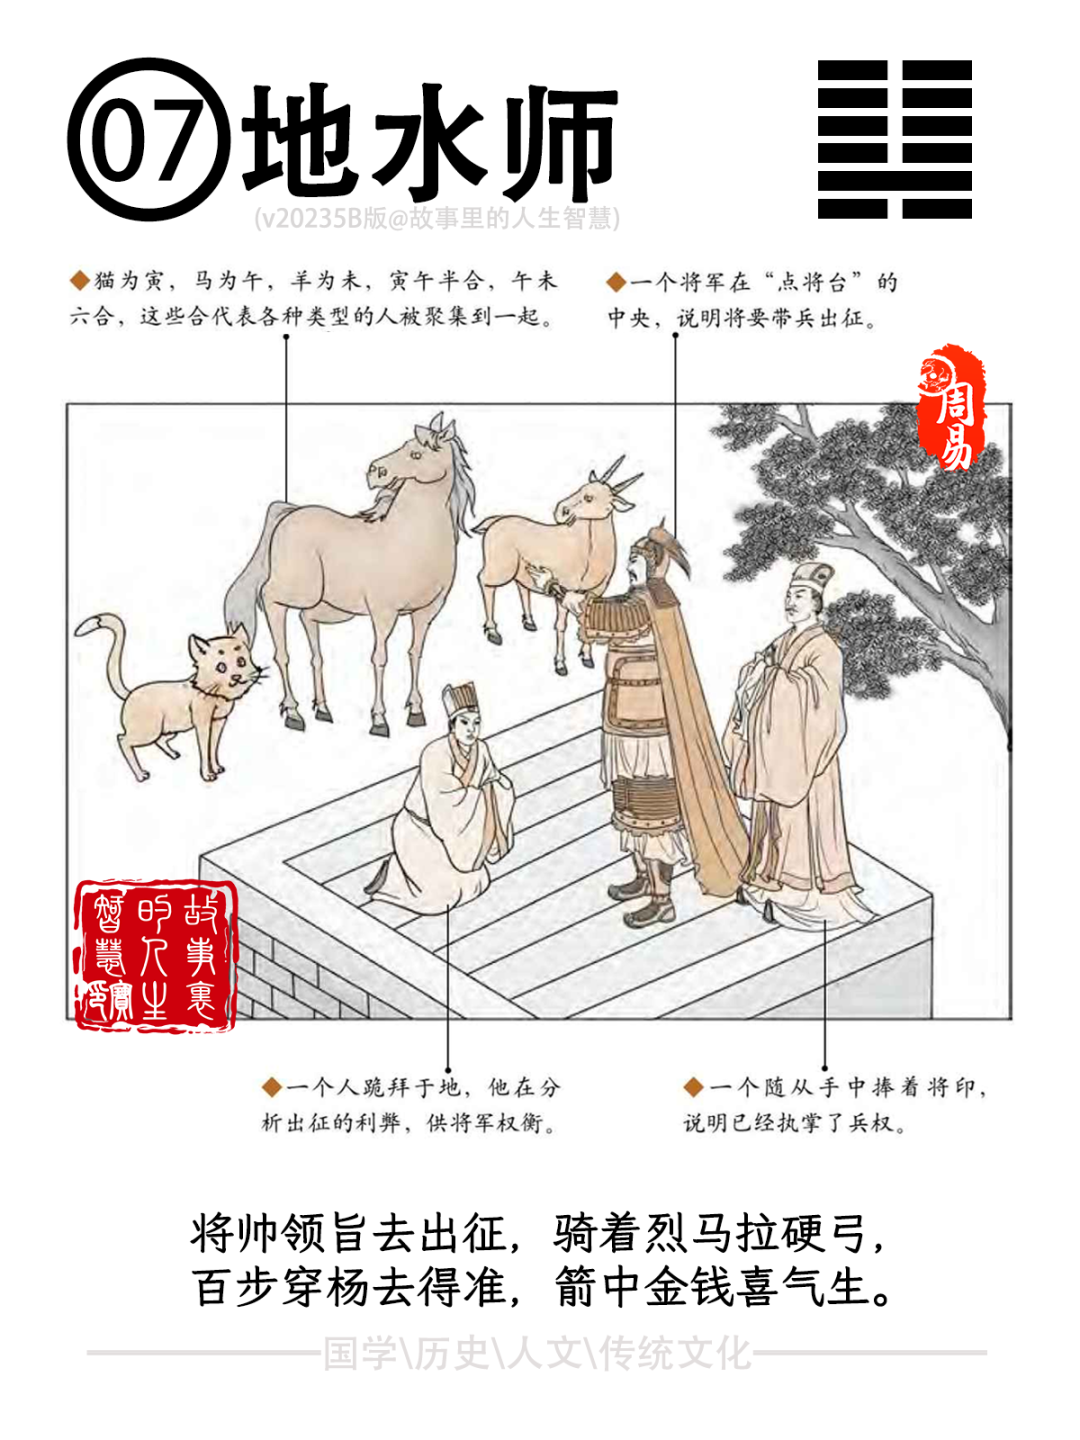 07地水师
(v20235B版@故事里的人生智慧)
◆猫为寅，马为午，羊为未，寅午半合，午未
六合，这些合代表各种类型的人被聚集到一起。
◆一个将军在“点将台”的
中央，说明将要带兵出征。
周易
故事裏
的人生
智慧
◆一个人跪拜于地，他在分
析出征的利弊，供将军权衡。
◆一个随从手中捧着将印，
说明已经执掌了兵权。
将帅领旨去出征，骑着烈马拉硬弓，
百步穿杨去得准，箭中金钱喜气生。
国学\历史\人文\传统文化